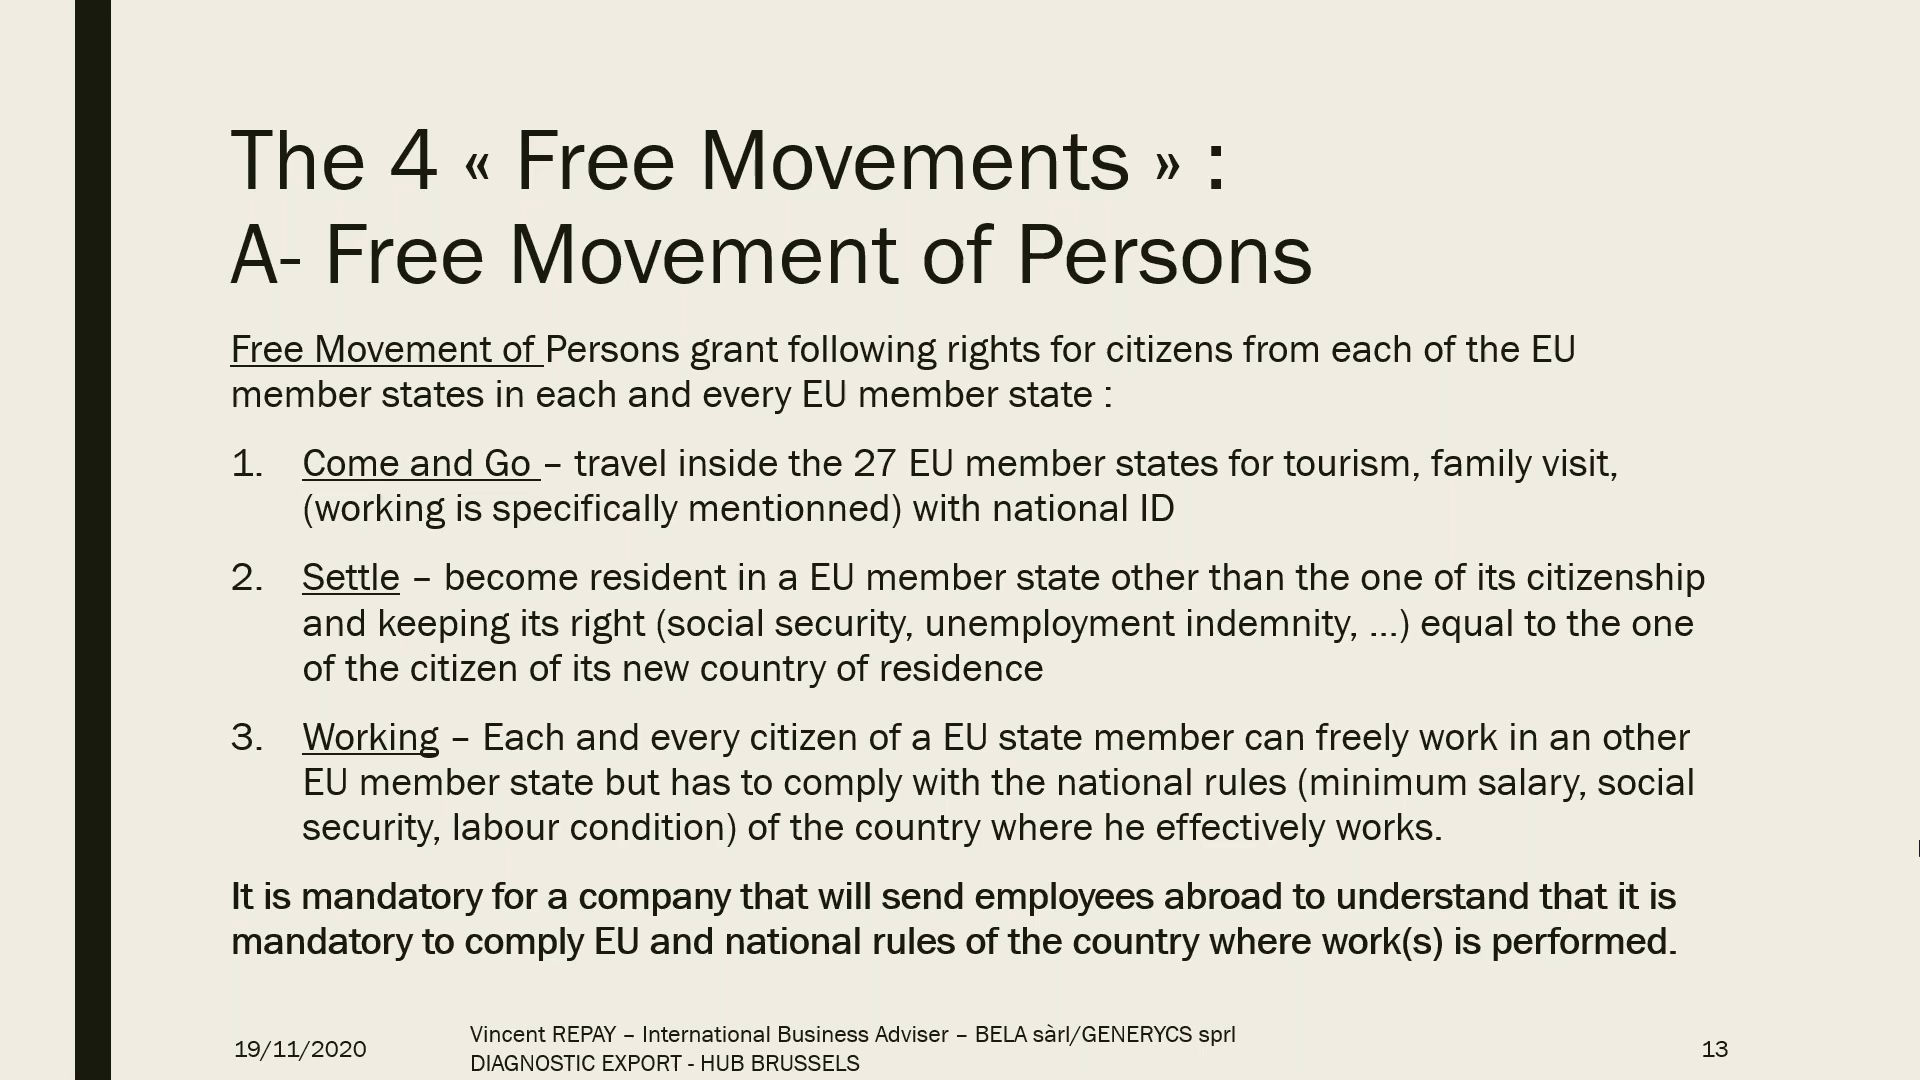 The 4 « Free Movements » :
A- Free Movement of Persons
Free Movement of Persons grant following rights for citizens from each of the EU
member states in each and every EU member state :
1. Come and Go – travel inside the 27 EU member states for tourism, family visit,
(working is specifically mentionned) with national ID
2. Settle – become resident in a EU member state other than the one of its citizenship
and keeping its right (social security, unemployment indemnity, ...) equal to the one
of the citizen of its new country of residence
3. Working – Each and every citizen of a EU state member can freely work in an other
EU member state but has to comply with the national rules (minimum salary, social
security, labour condition) of the country where he effectively works.
It is mandatory for a company that will send employees abroad to understand that it is
mandatory to comply EU and national rules of the country where work(s) is performed.
19/11/2020
Vincent REPAY – International Business Adviser – BELA sàrl/GENERYCS sprl
DIAGNOSTIC EXPORT - HUB BRUSSELS
13